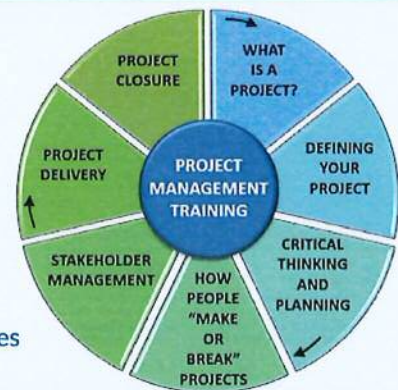 PROJECT
MANAGEMENT
TRAINING
WHAT
IS A
PROJECT?
DEFINING
YOUR
PROJECT
CRITICAL
THINKING
AND
PLANNING
HOW
PEOPLE
"MAKE
OR
BREAK"
PROJECTS
STAKEHOLDER
MANAGEMENT
PROJECT
DELIVERY
PROJECT
CLOSURE
es